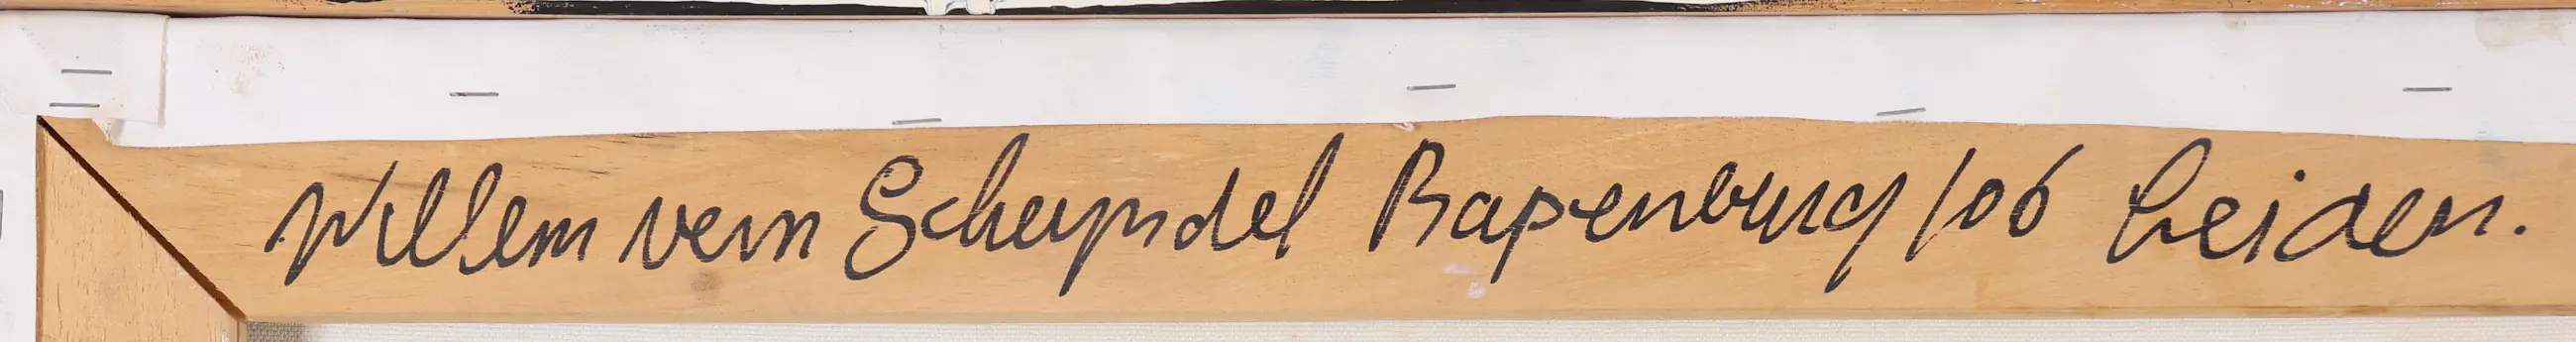 Willem van Scheyndel Rapenburg 106 Leiden.